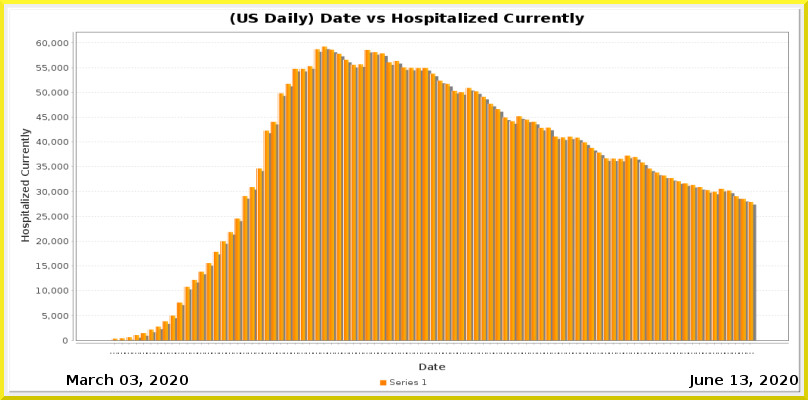 (US Daily) Date vs Hospitalized Currently
Hospitalized Currently
60,000
55,000
50,000
45,000
40,000
35,000
30,000
25,000
20,000
15,000
10,000
5,000
0
Date
March 03, 2020
Series 1
June 13, 2020